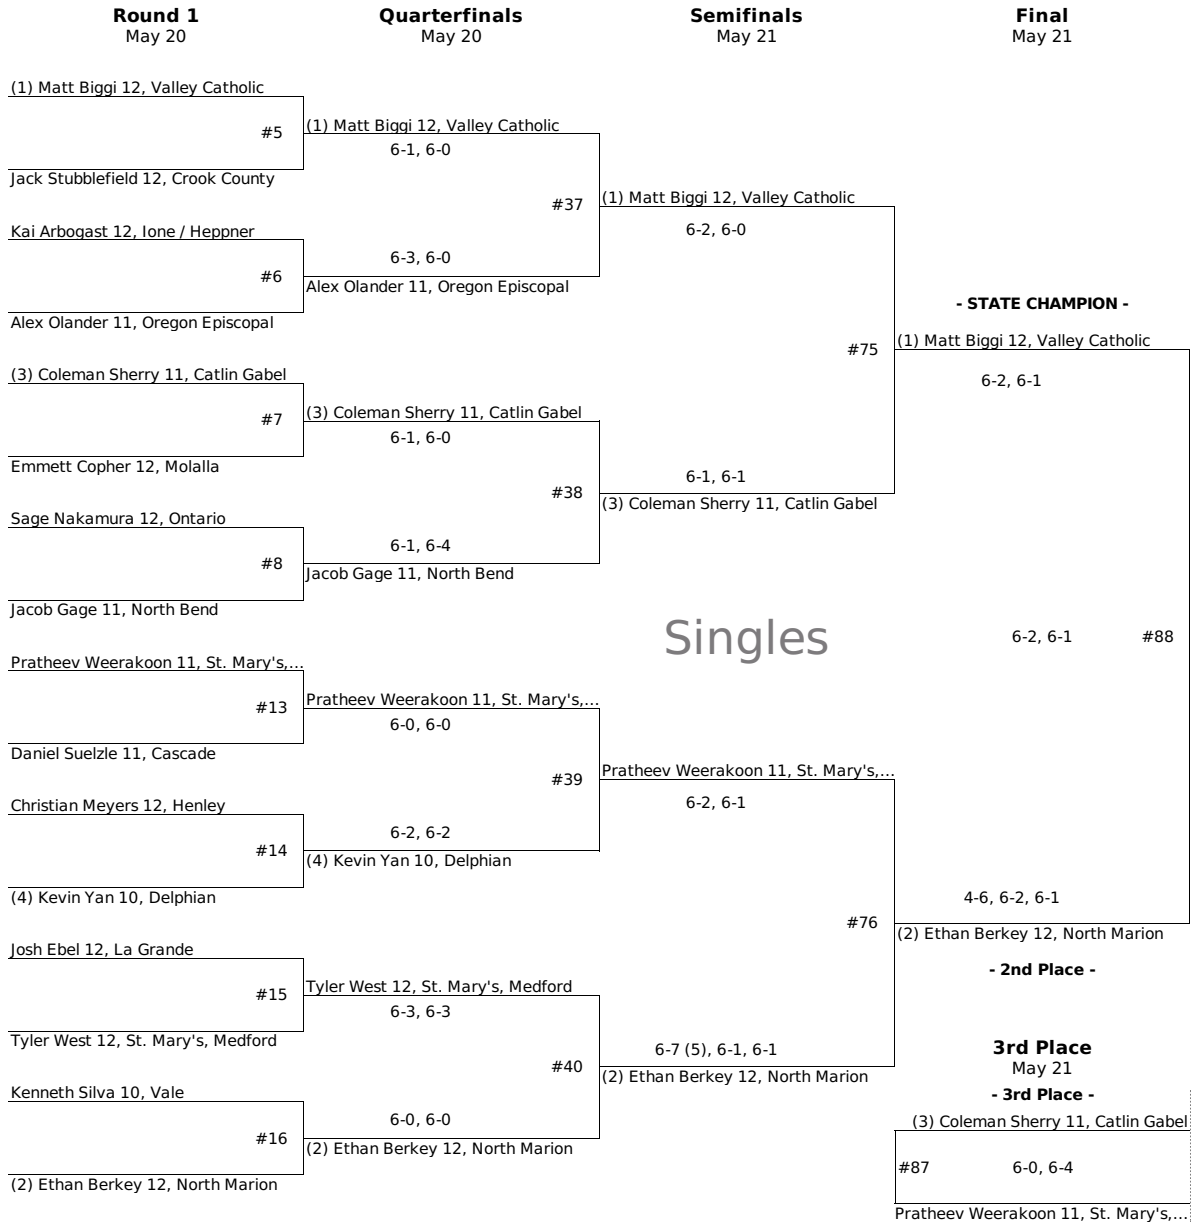 Round 1
May 20
Quarterfinals
May 20
Semifinals
May 21
Final
May 21
(1) Matt Biggi 12, Valley Catholic
#5
Jack Stubblefield 12, Crook County
Kai Arbogast 12, Ione / Heppner
#6
Alex Olander 11, Oregon Episcopal
(3) Coleman Sherry 11, Catlin Gabel
#7
Emmett Copher 12, Molalla
Sage Nakamura 12, Ontario
#8
Jacob Gage 11, North Bend
Pratheev Weerakoon 11, St. Mary's,...
#13
Daniel Suelzle 11, Cascade
Christian Meyers 12, Henley
#14
(4) Kevin Yan 10, Delphian
Josh Ebel 12, La Grande
#15
Tyler West 12, St. Mary's, Medford
Kenneth Silva 10, Vale
#16
(2) Ethan Berkey 12, North Marion
(1) Matt Biggi 12, Valley Catholic
6-1, 6-0
#37
6-3, 6-0
Alex Olander 11, Oregon Episcopal
(3) Coleman Sherry 11, Catlin Gabel
6-1, 6-0
#38
6-1, 6-4
Jacob Gage 11, North Bend
Pratheev Weerakoon 11, St. Mary's,...
6-0, 6-0
#39
6-2, 6-2
(4) Kevin Yan 10, Delphian
Tyler West 12, St. Mary's, Medford
6-3, 6-3
#40
6-0, 6-0
(2) Ethan Berkey 12, North Marion
(1) Matt Biggi 12, Valley Catholic
6-2, 6-0
#75
6-1, 6-1
(3) Coleman Sherry 11, Catlin Gabel
Singles
Pratheev Weerakoon 11, St. Mary's,...
6-2, 6-1
#76
6-7 (5), 6-1, 6-1
(2) Ethan Berkey 12, North Marion
- STATE CHAMPION -
(1) Matt Biggi 12, Valley Catholic
6-2, 6-1
6-2, 6-1
#88
4-6, 6-2, 6-1
(2) Ethan Berkey 12, North Marion
- 2nd Place -
3rd Place
May 21
- 3rd Place -
(3) Coleman Sherry 11, Catlin Gabel
#87
6-0, 6-4
Pratheev Weerakoon 11, St. Mary's,...